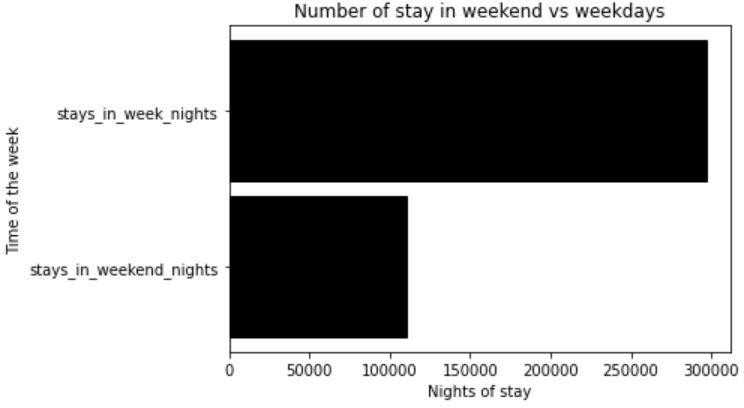 Number of stay in weekend vs weekdays
Time of the week
stays_in_week_nights
stays_in_weekend_nights
0 50000 100000 150000 200000 250000 300000
Nights of stay